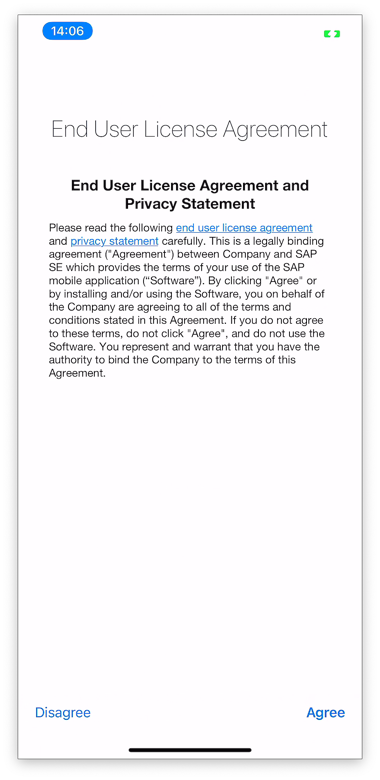 14:06
End User License Agreement
End User License Agreement and
Privacy Statement
Please read the following end user license agreement
and privacy statement carefully. This is a legally binding
agreement ("Agreement") between Company and SAP
SE which provides the terms of your use of the SAP
mobile application (“Software”). By clicking "Agree" or
by installing and/or using the Software, you on behalf of
the Company are agreeing to all of the terms and
conditions stated in this Agreement. If you do not agree
to these terms, do not click "Agree", and do not use the
Software. You represent and warrant that you have the
authority to bind the Company to the terms of this
Agreement.
Disagree Agree